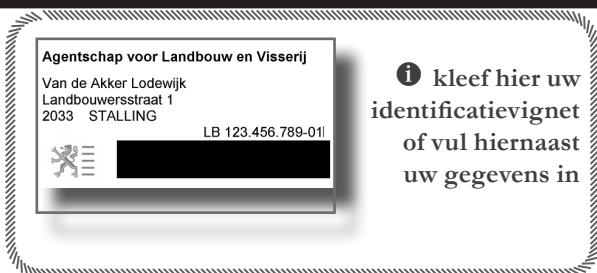 Agentschap voor Landbouw en Visserij
Van de Akker Lodewijk
Landbouwersstraat 1
2033 STALLING
LB 123.456.789-01
i kleef hier uw
identificatievignet
of vul hiernaast
uw gegevens in